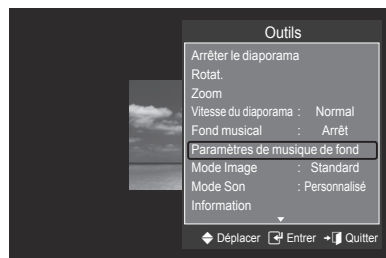 Outils
Arrêter le diaporama
Rotat.
Zoom
Vitesse du diaporama : Normal
Fond musical : Arrêt
Paramètres de musique de fond
Mode Image : Standard
Mode Son : Personnalisé
Information
Déplacer Entrer Quitter